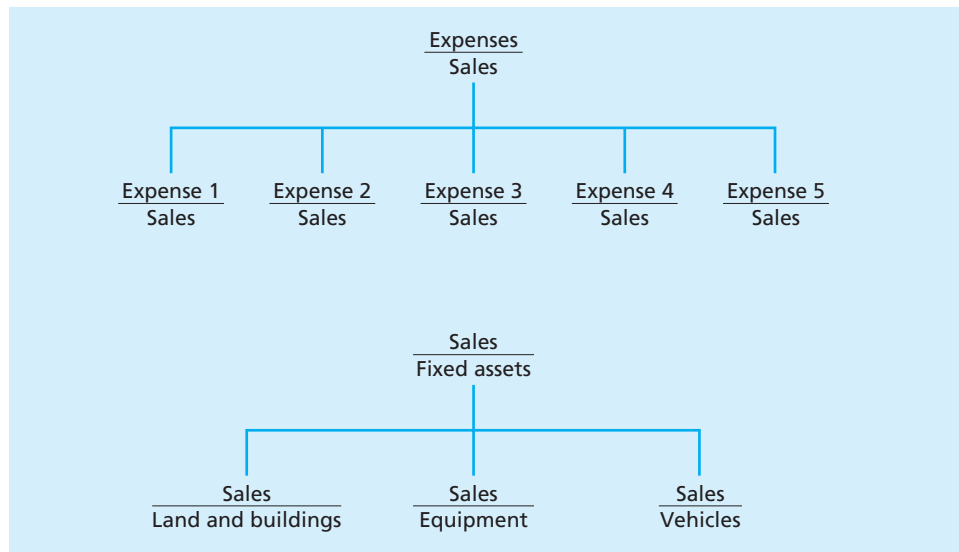 Expenses
Sales
Expense 1 Expense 2 Expense 3 Expense 4 Expense 5
Sales Sales Sales Sales Sales
Sales
Fixed assets
Sales Sales Sales
Land and buildings Equipment Vehicles